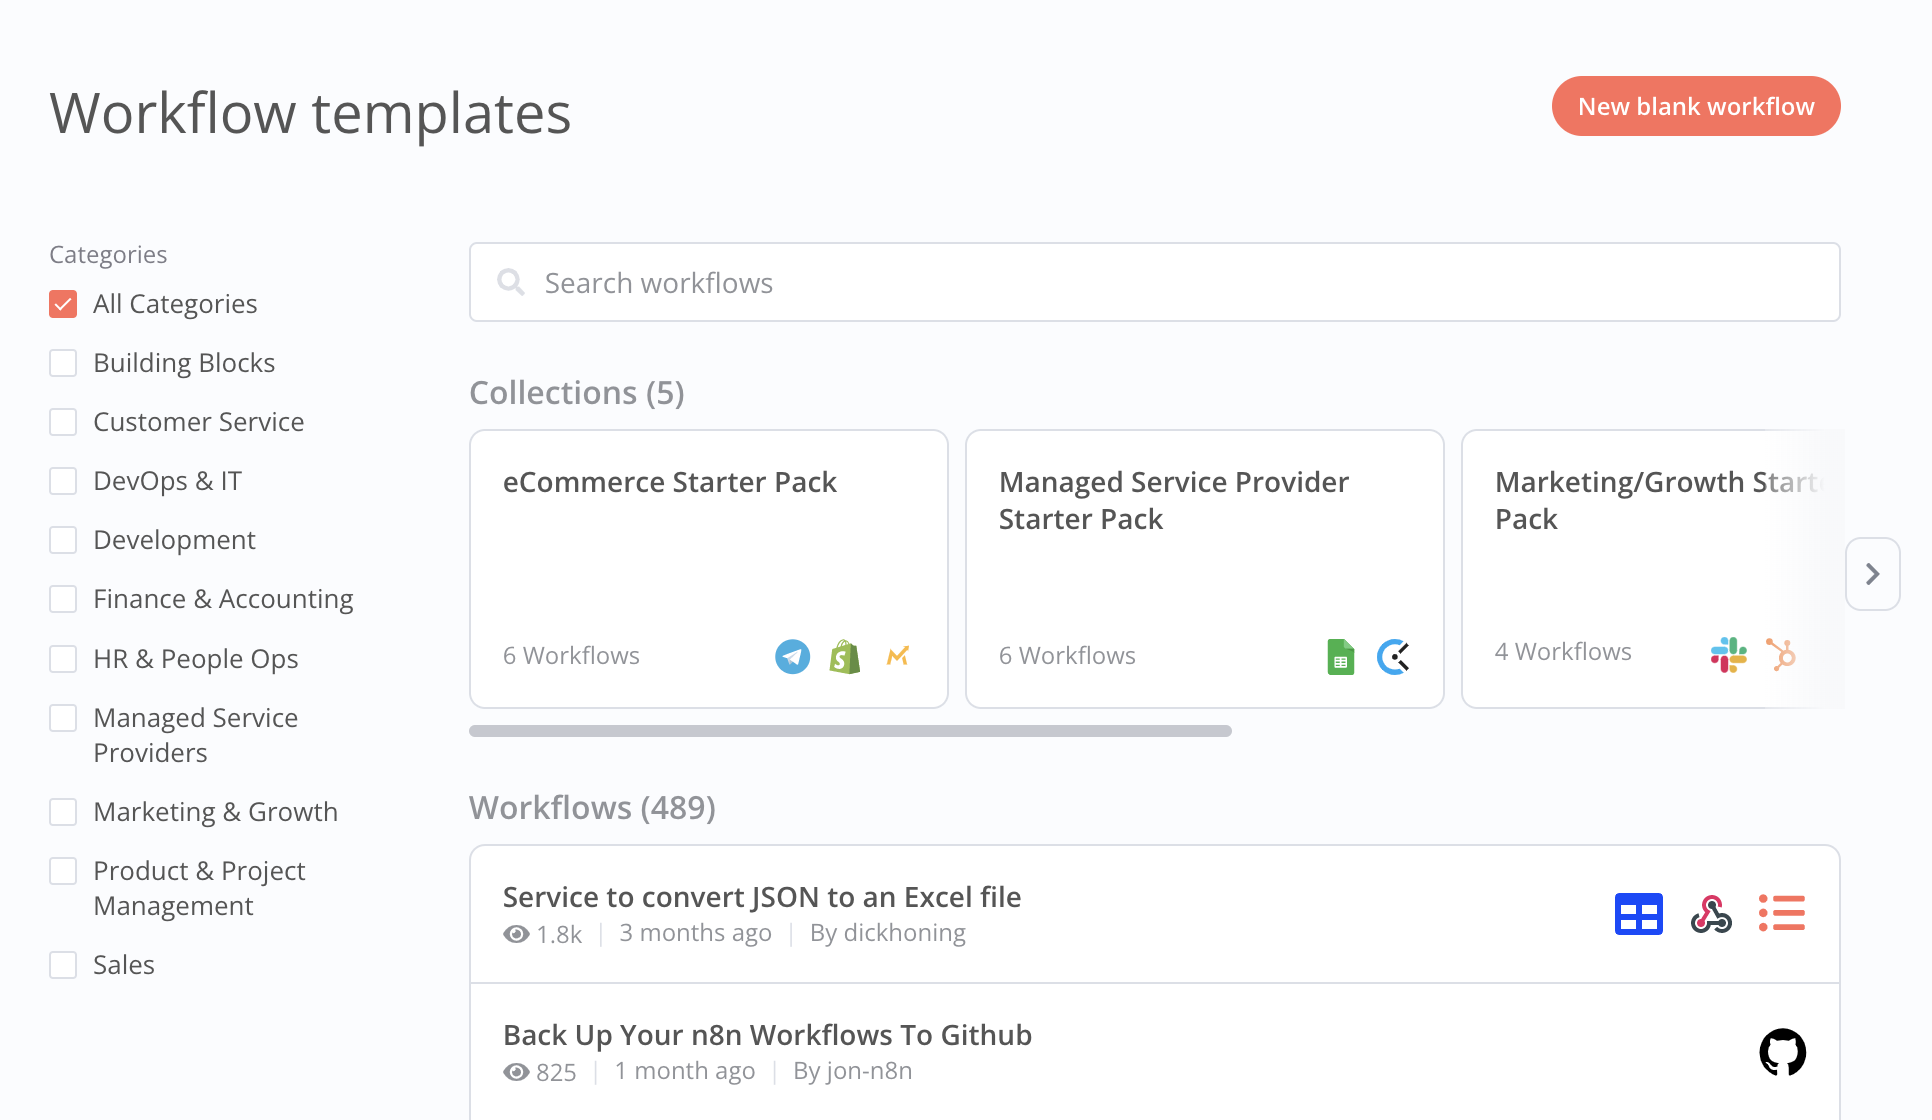 Workflow templates
New blank workflow
Categories
All Categories
Building Blocks
Customer Service
DevOps & IT
Development
Finance & Accounting
HR & People Ops
Managed Service
Providers
Marketing & Growth
Product & Project
Management
Sales
Search workflows
Collections (5)
eCommerce Starter Pack
6 Workflows
Managed Service Provider
Starter Pack
6 Workflows
Marketing/Growth Starte
Pack
4 Workflows
Workflows (489)
Service to convert JSON to an Excel file
1.8k | 3 months ago | By dickhoning
Back Up Your n8n Workflows To Github
825 | 1 month ago | By jon-n8n